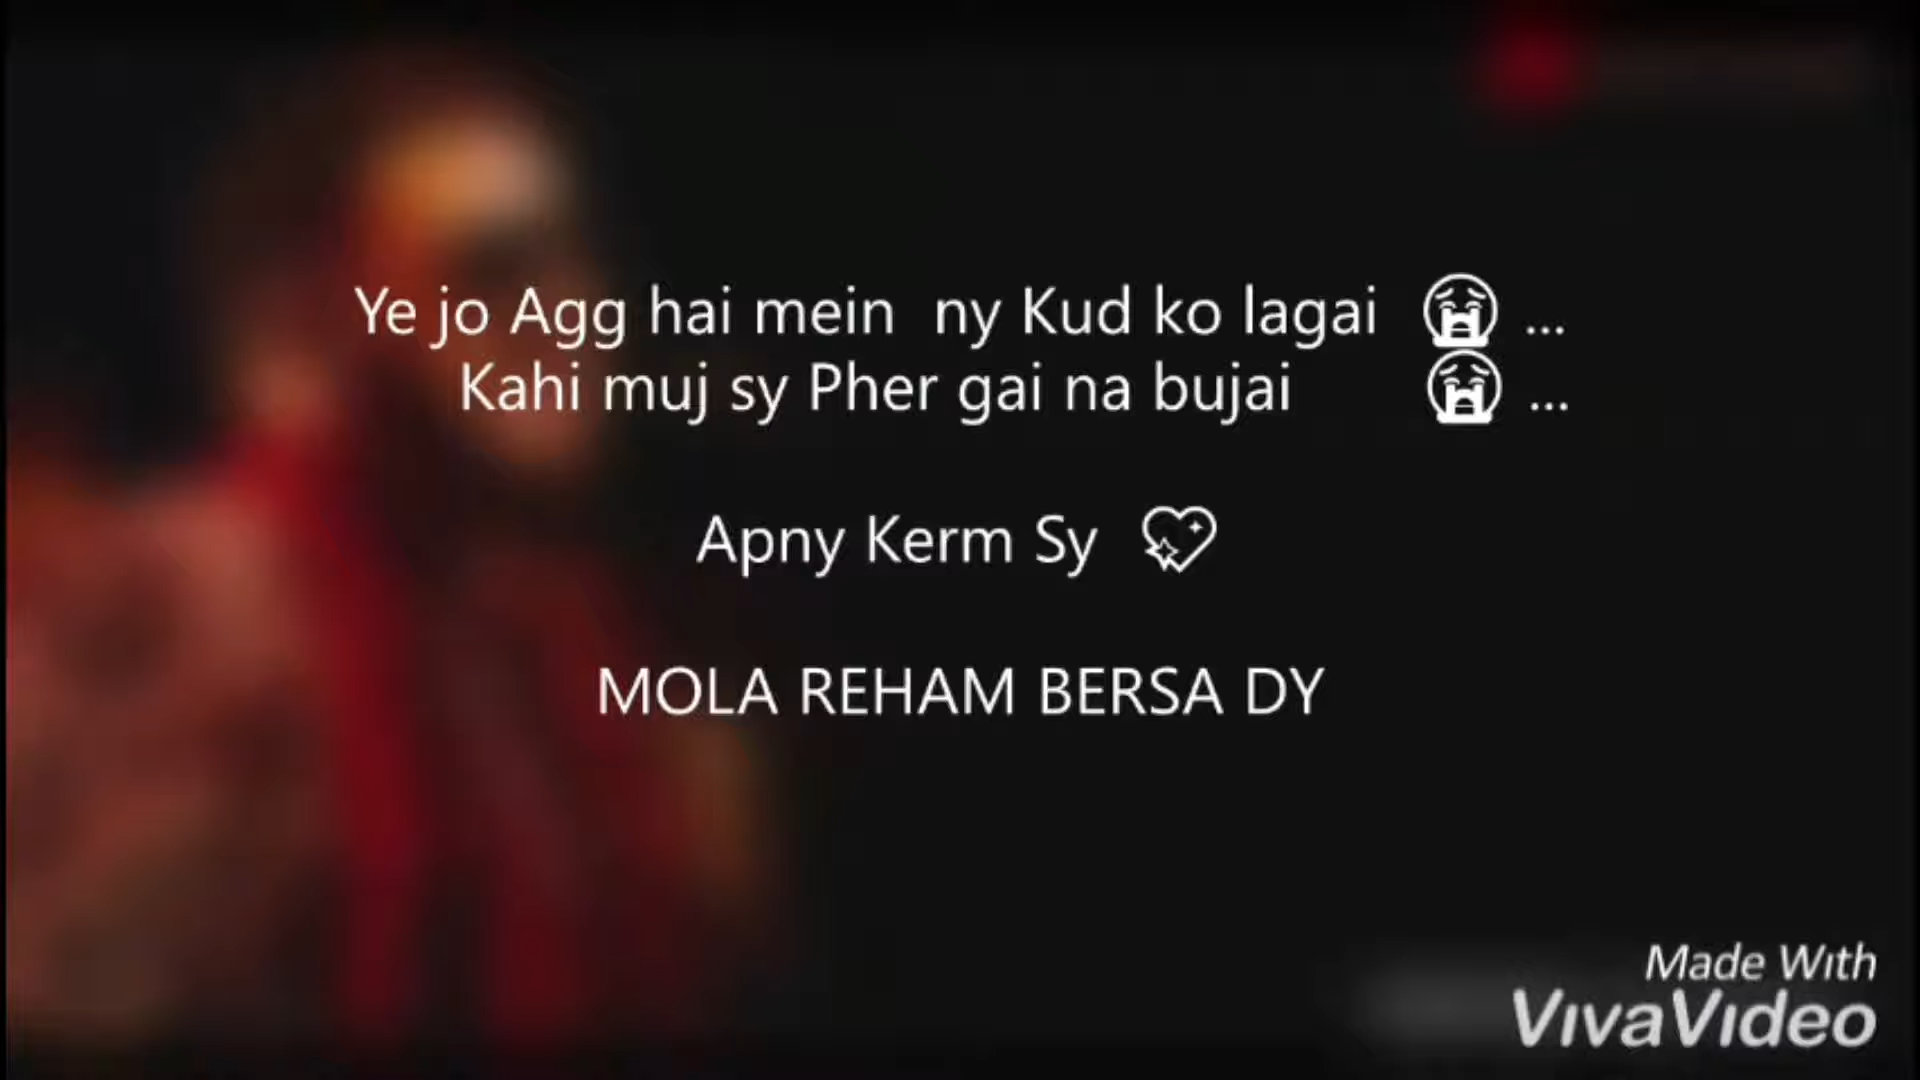 Ye jo Agg hai mein ny Kud ko lagai 😭 ...
Kahi muj sy Pher gai na bujai 😭 ...
Apny Kerm Sy 💖
MOLA REHAM BERSA DY
Made With
VivaVideo